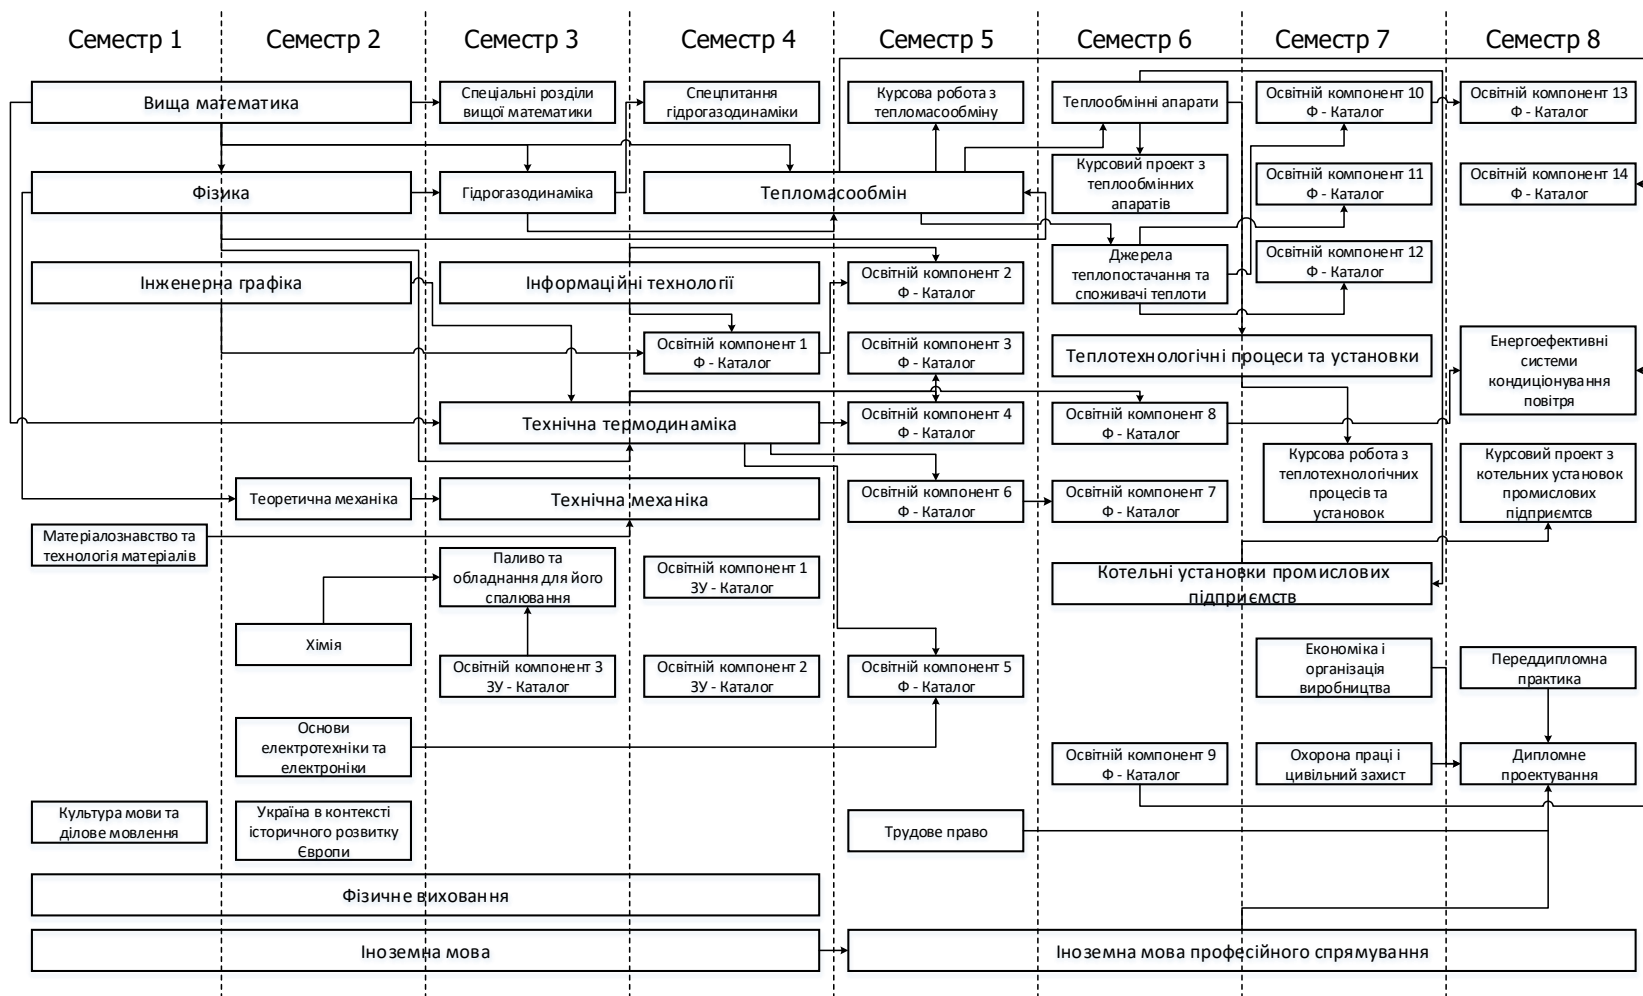 Семестр 1
Семестр 2
Семестр 3
Семестр 4
Семестр 5
Семестр 6
Семестр 7
Семестр 8
Вища математика
Спеціальні розділи
вищої математики
Спецпитання
гідрогазодинаміки
Курсова робота з
тепломасообміну
Теплообмінні апарати
Освітній компонент 10
Ф - Каталог
Освітній компонент 13
Ф - Каталог
Фізика
Гідрогазодинаміка
Тепломасообмін
Курсовий проект з
теплообмінних
апаратів
Освітній компонент 11
Ф - Каталог
Освітній компонент 14
Ф - Каталог
Інженерна графіка
Інформаційні технології
Освітній компонент 2
Ф - Каталог
Джерела
теплопостачання та
споживачі теплоти
Освітній компонент 12
Ф - Каталог
Освітній компонент 1
Ф - Каталог
Освітній компонент 3
Ф - Каталог
Теплотехнологічні процеси та установки
Енергоефективні
системи
кондиціонування
повітря
Технічна термодинаміка
Освітній компонент 4
Ф - Каталог
Освітній компонент 8
Ф - Каталог
Курсова робота з
теплотехнологічних
процесів та
установок
Курсовий проект з
котельних установок
промислових
підприємтсв
Теоретична механіка
Технічна механіка
Освітній компонент 6
Ф - Каталог
Освітній компонент 7
Ф - Каталог
Матеріалознавство та
технологія матеріалів
Паливо та
обладнання для його
спалювання
Освітній компонент 1
ЗУ - Каталог
Котельні установки промислових
підприємств
Хімія
Освітній компонент 3
ЗУ - Каталог
Освітній компонент 2
ЗУ - Каталог
Освітній компонент 5
Ф - Каталог
Економіка і
організація
виробництва
Переддипломна
практика
Основи
електротехніки та
електроніки
Освітній компонент 9
Ф - Каталог
Охорона праці і
цивільний захист
Дипломне
проектування
Культура мови та
ділове мовлення
Україна в контексті
історичного розвитку
Європи
Трудове право
Фізичне виховання
Іноземна мова
Іноземна мова професійного спрямування